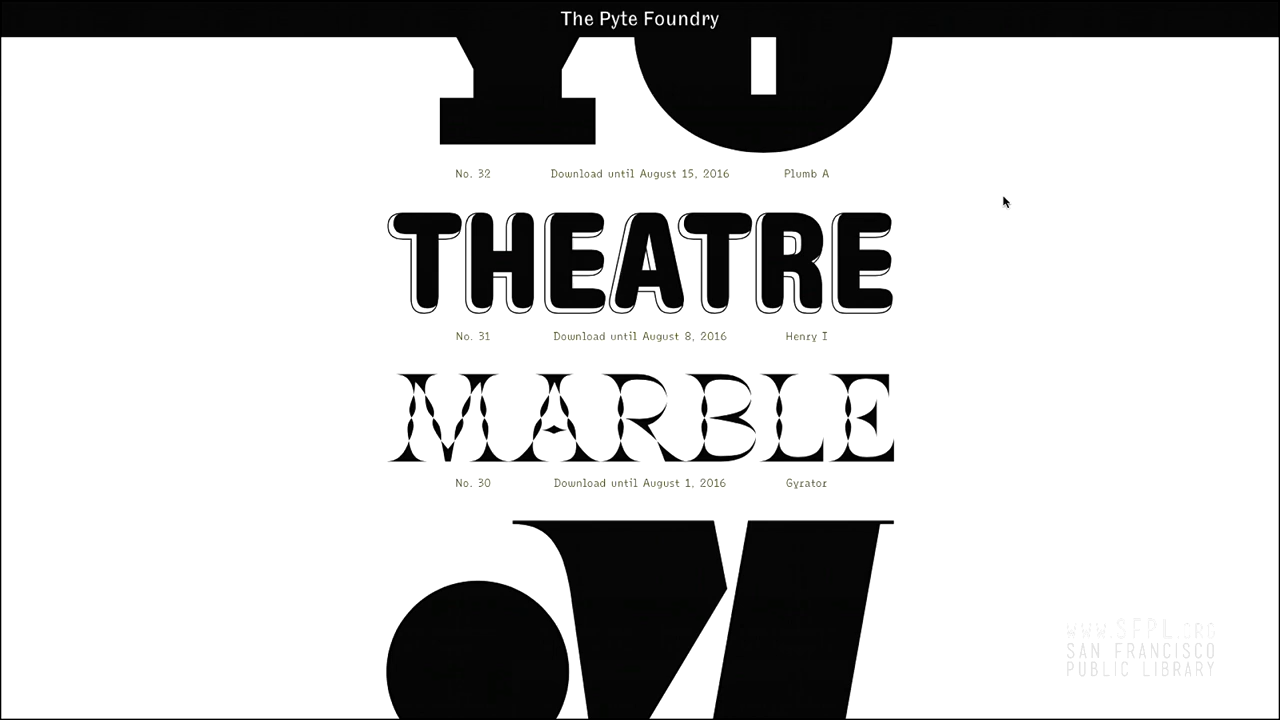 The Pyte Foundry
No. 32 Download until August 15, 2016 Plumb A
THEATRE
No. 31 Download until August 8, 2016 Henry I
MARBLE
No. 30 Download until August 1, 2016 Gyrator
WWW.SFPL.ORG
SAN FRANCISCO
PUBLIC LIBRARY